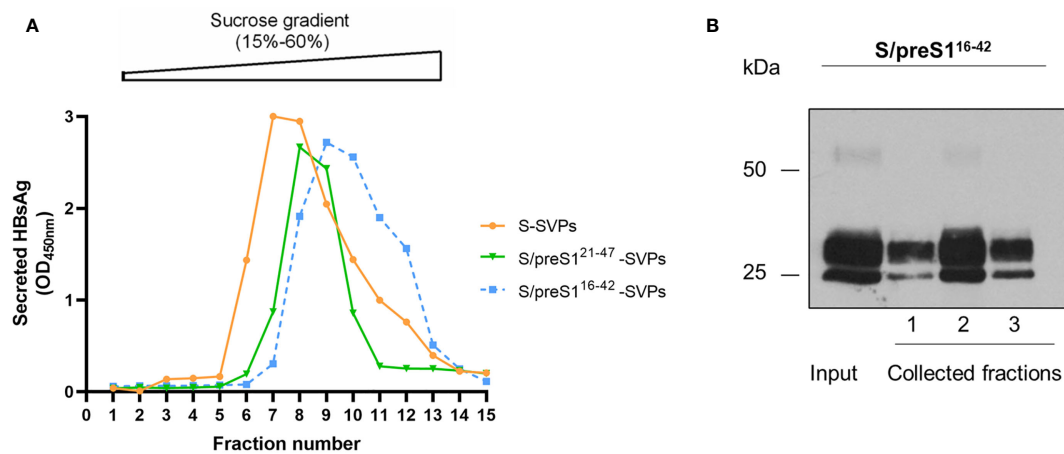 A
Sucrose gradient
(15%-60%)
Secreted HBsAg
(OD450nm)
3
2
1
0
0 1 2 3 4 5 6 7 8 9 10 11 12 13 14 15
Fraction number
S-SVPs
S/preS1²¹⁻⁴⁷-SVPs
S/preS1¹⁶⁻⁴²-SVPs
B
S/preS1¹⁶⁻⁴²
kDa
50
25
1 2 3
Input Collected fractions